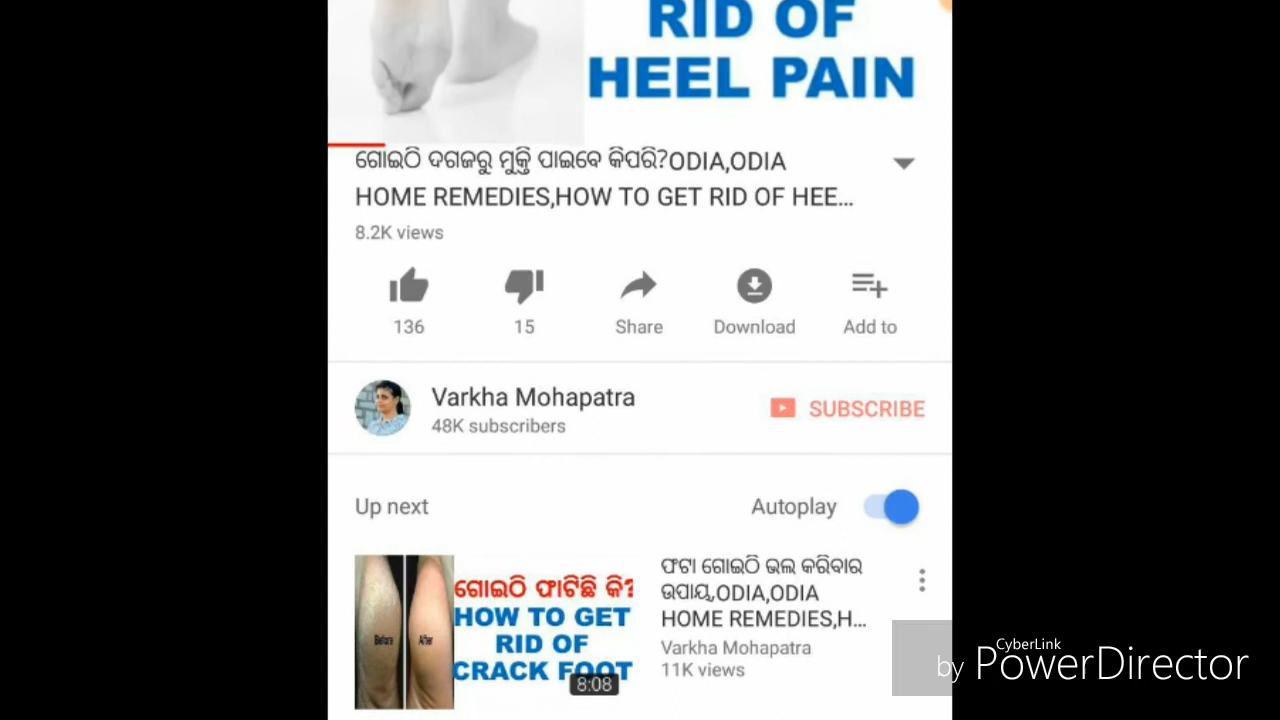 RID OF
HEEL PAIN
ଗୋଇଠି ଦଗଜରୁ ମୁକ୍ତି ପାଇବେ କିପରି?ODIA,ODIA
HOME REMEDIES,HOW TO GET RID OF HEE...
8.2K views
136
15
Share
Download
Add to
Varkha Mohapatra
48K subscribers
SUBSCRIBE
Up next
Autoplay
ଗୋଇଠି ଫାଟିଛି କି?
HOW TO GET
RID OF
CRACK FOOT
Before
After
8:08
ଫଟା ଗୋଇଠି ଭଲ କରିବାର
ଉପାୟ,ODIA,ODIA
HOME REMEDIES,H...
Varkha Mohapatra
11K views
CyberLink
by PowerDirector